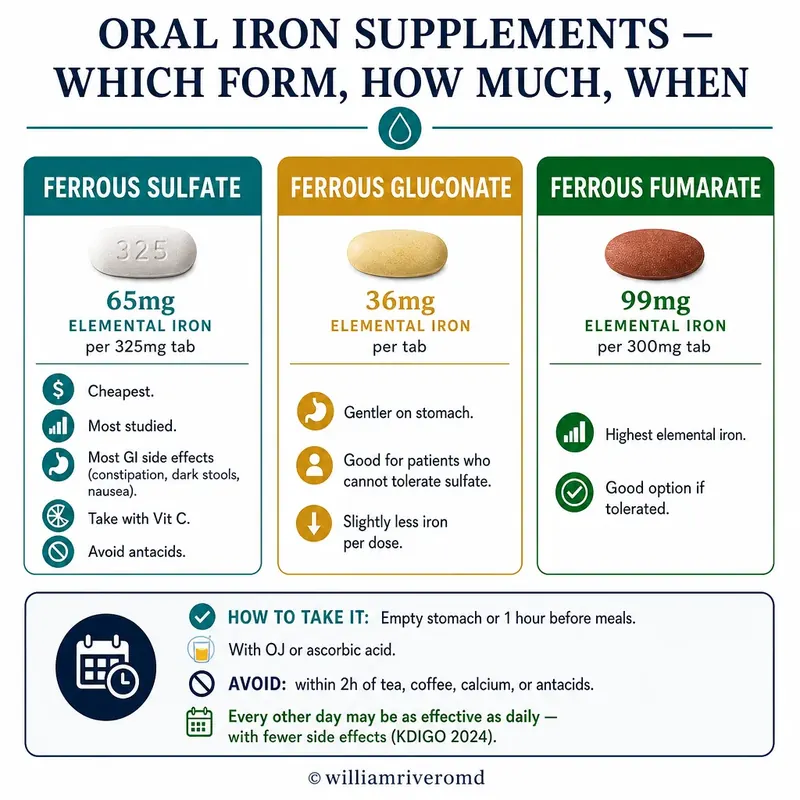 ORAL IRON SUPPLEMENTS —
WHICH FORM, HOW MUCH, WHEN
FERROUS SULFATE
325
65mg
ELEMENTAL IRON
per 325mg tab
$
Cheapest.
Most studied.
Most GI side effects
(constipation, dark stools,
nausea).
Take with Vit C.
Avoid antacids.
FERROUS GLUCONATE
36mg
ELEMENTAL IRON
per tab
Gentler on stomach.
Good for patients who
cannot tolerate sulfate.
Slightly less iron
per dose.
FERROUS FUMARATE
99mg
ELEMENTAL IRON
per 300mg tab
Highest elemental iron.
Good option if
tolerated.
HOW TO TAKE IT: Empty stomach or 1 hour before meals.
With OJ or ascorbic acid.
AVOID: within 2h of tea, coffee, calcium, or antacids.
Every other day may be as effective as daily —
with fewer side effects (KDIGO 2024).
© williamriveromd